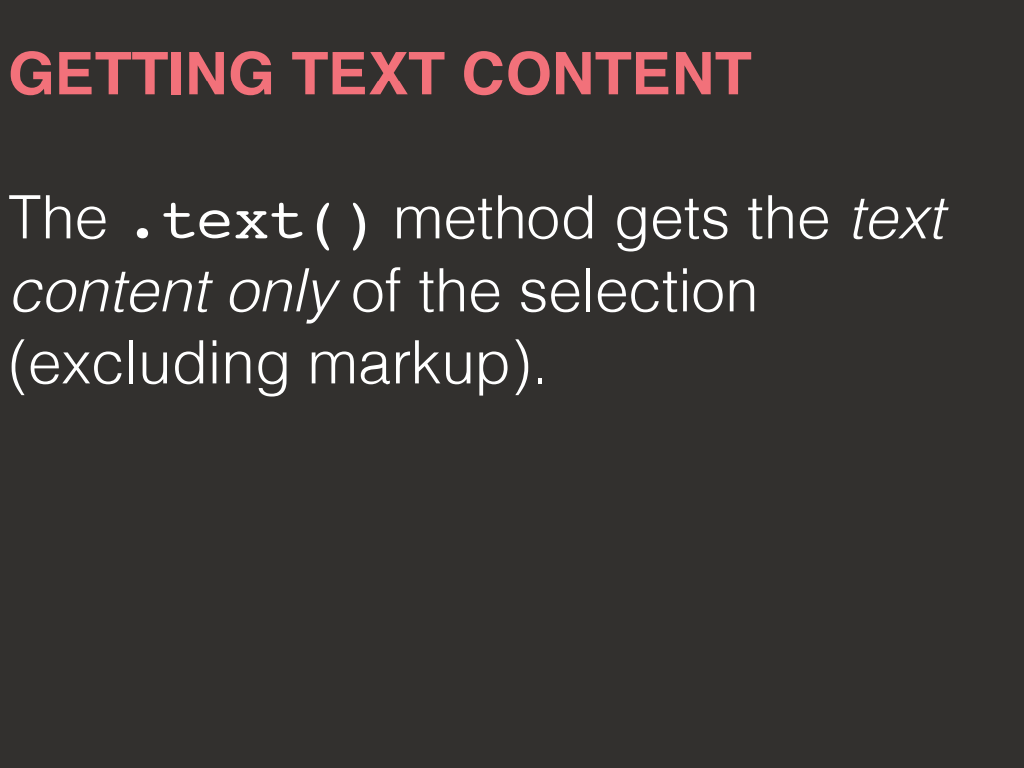 GETTING TEXT CONTENT
The .text() method gets the text
content only of the selection
(excluding markup).